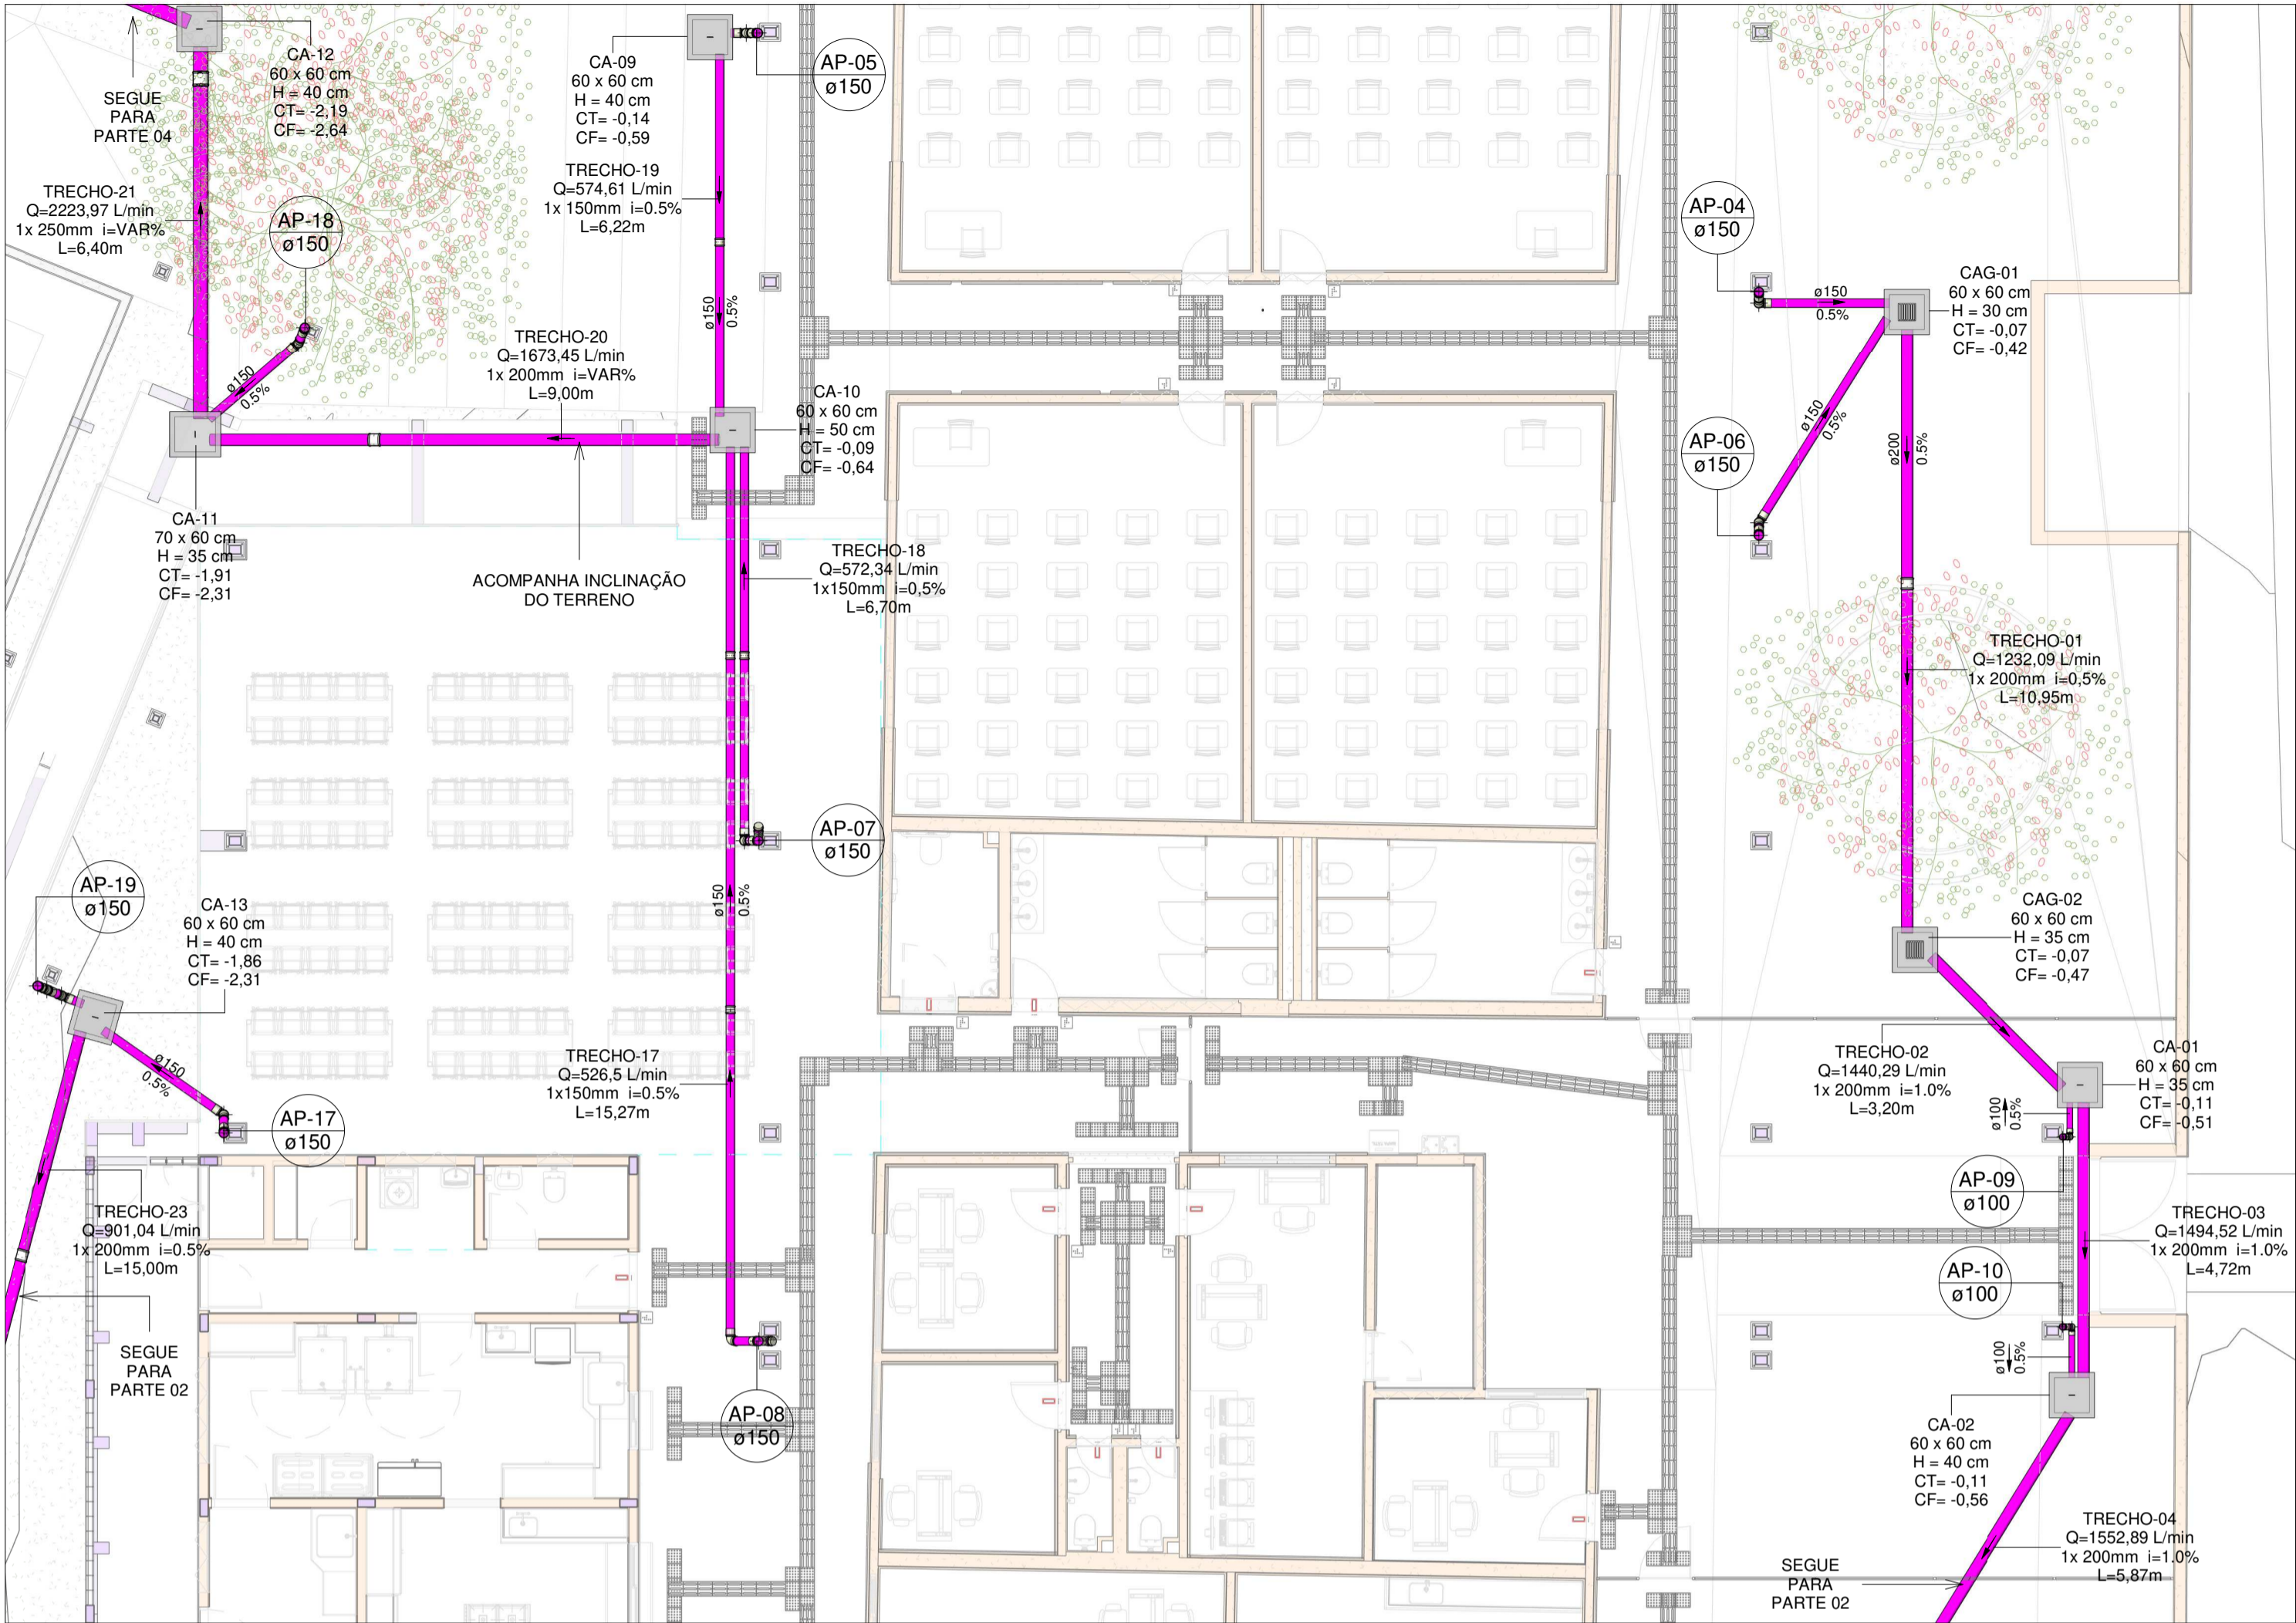 CA-12
60 x 60 cm
H = 40 cm
CT= -2,19
CF= -2,64
SEGUE
PARA
PARTE 04
TRECHO-21
Q=2223,97 L/min
1x 250mm i=VAR%
L=6,40m
AP-18
ø150
ø150
0.5%
CA-09
60 x 60 cm
H = 40 cm
CT= -0,14
CF= -0,59
AP-05
ø150
TRECHO-19
Q=574,61 L/min
1x 150mm i=0.5%
L=6,22m
ø150
0.5%
TRECHO-20
Q=1673,45 L/min
1x 200mm i=VAR%
L=9,00m
CA-10
60 x 60 cm
H = 50 cm
CT= -0,09
CF= -0,64
CA-11
70 x 60 cm
H = 35 cm
CT= -1,91
CF= -2,31
ACOMPANHA INCLINAÇÃO
DO TERRENO
TRECHO-18
Q=572,34 L/min
1x150mm i=0,5%
L=6,70m
AP-07
ø150
ø150
0.5%
AP-19
ø150
CA-13
60 x 60 cm
H = 40 cm
CT= -1,86
CF= -2,31
ø150
0.5%
AP-17
ø150
TRECHO-17
Q=526,5 L/min
1x150mm i=0.5%
L=15,27m
TRECHO-23
Q=901,04 L/min
1x 200mm i=0.5%
L=15,00m
SEGUE
PARA
PARTE 02
AP-08
ø150
AP-04
ø150
ø150
0.5%
CAG-01
60 x 60 cm
H = 30 cm
CT= -0,07
CF= -0,42
AP-06
ø150
ø150
0.5%
ø200
0.5%
TRECHO-01
Q=1232,09 L/min
1x 200mm i=0,5%
L=10,95m
CAG-02
60 x 60 cm
H = 35 cm
CT= -0,07
CF= -0,47
TRECHO-02
Q=1440,29 L/min
1x 200mm i=1.0%
L=3,20m
CA-01
60 x 60 cm
H = 35 cm
CT= -0,11
CF= -0,51
ø100
0.5%
AP-09
ø100
TRECHO-03
Q=1494,52 L/min
1x 200mm i=1.0%
L=4,72m
AP-10
ø100
ø100
0.5%
CA-02
60 x 60 cm
H = 40 cm
CT= -0,11
CF= -0,56
TRECHO-04
Q=1552,89 L/min
1x 200mm i=1.0%
L=5,87m
SEGUE
PARA
PARTE 02